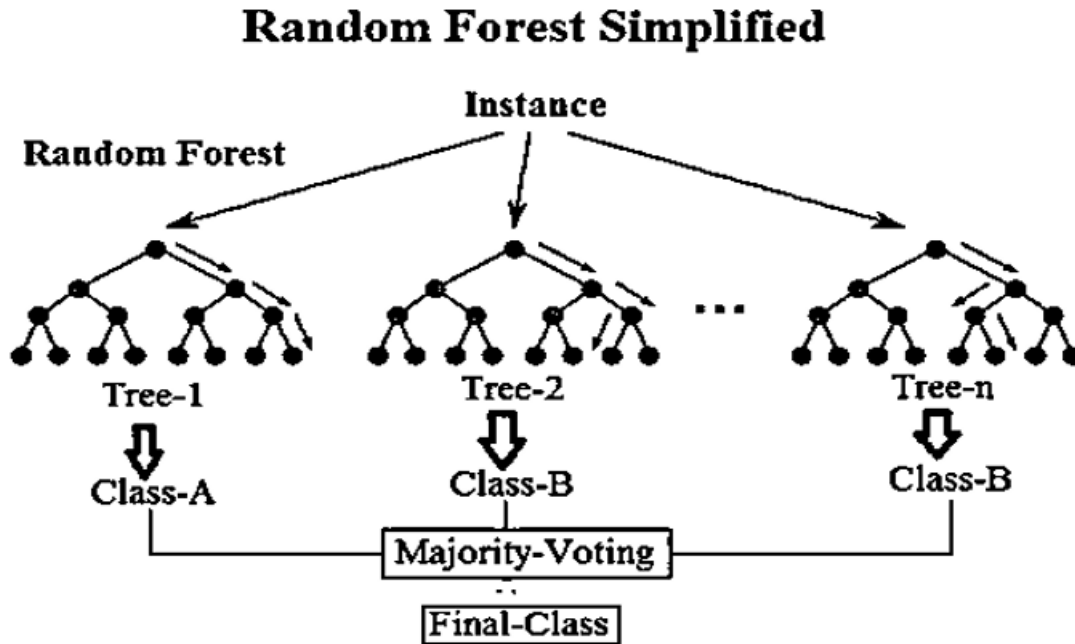 Random Forest Simplified
Instance
Random Forest
...
Tree-1
Tree-2
Tree-n
Class-A
Class-B
Class-B
Majority-Voting
Final-Class